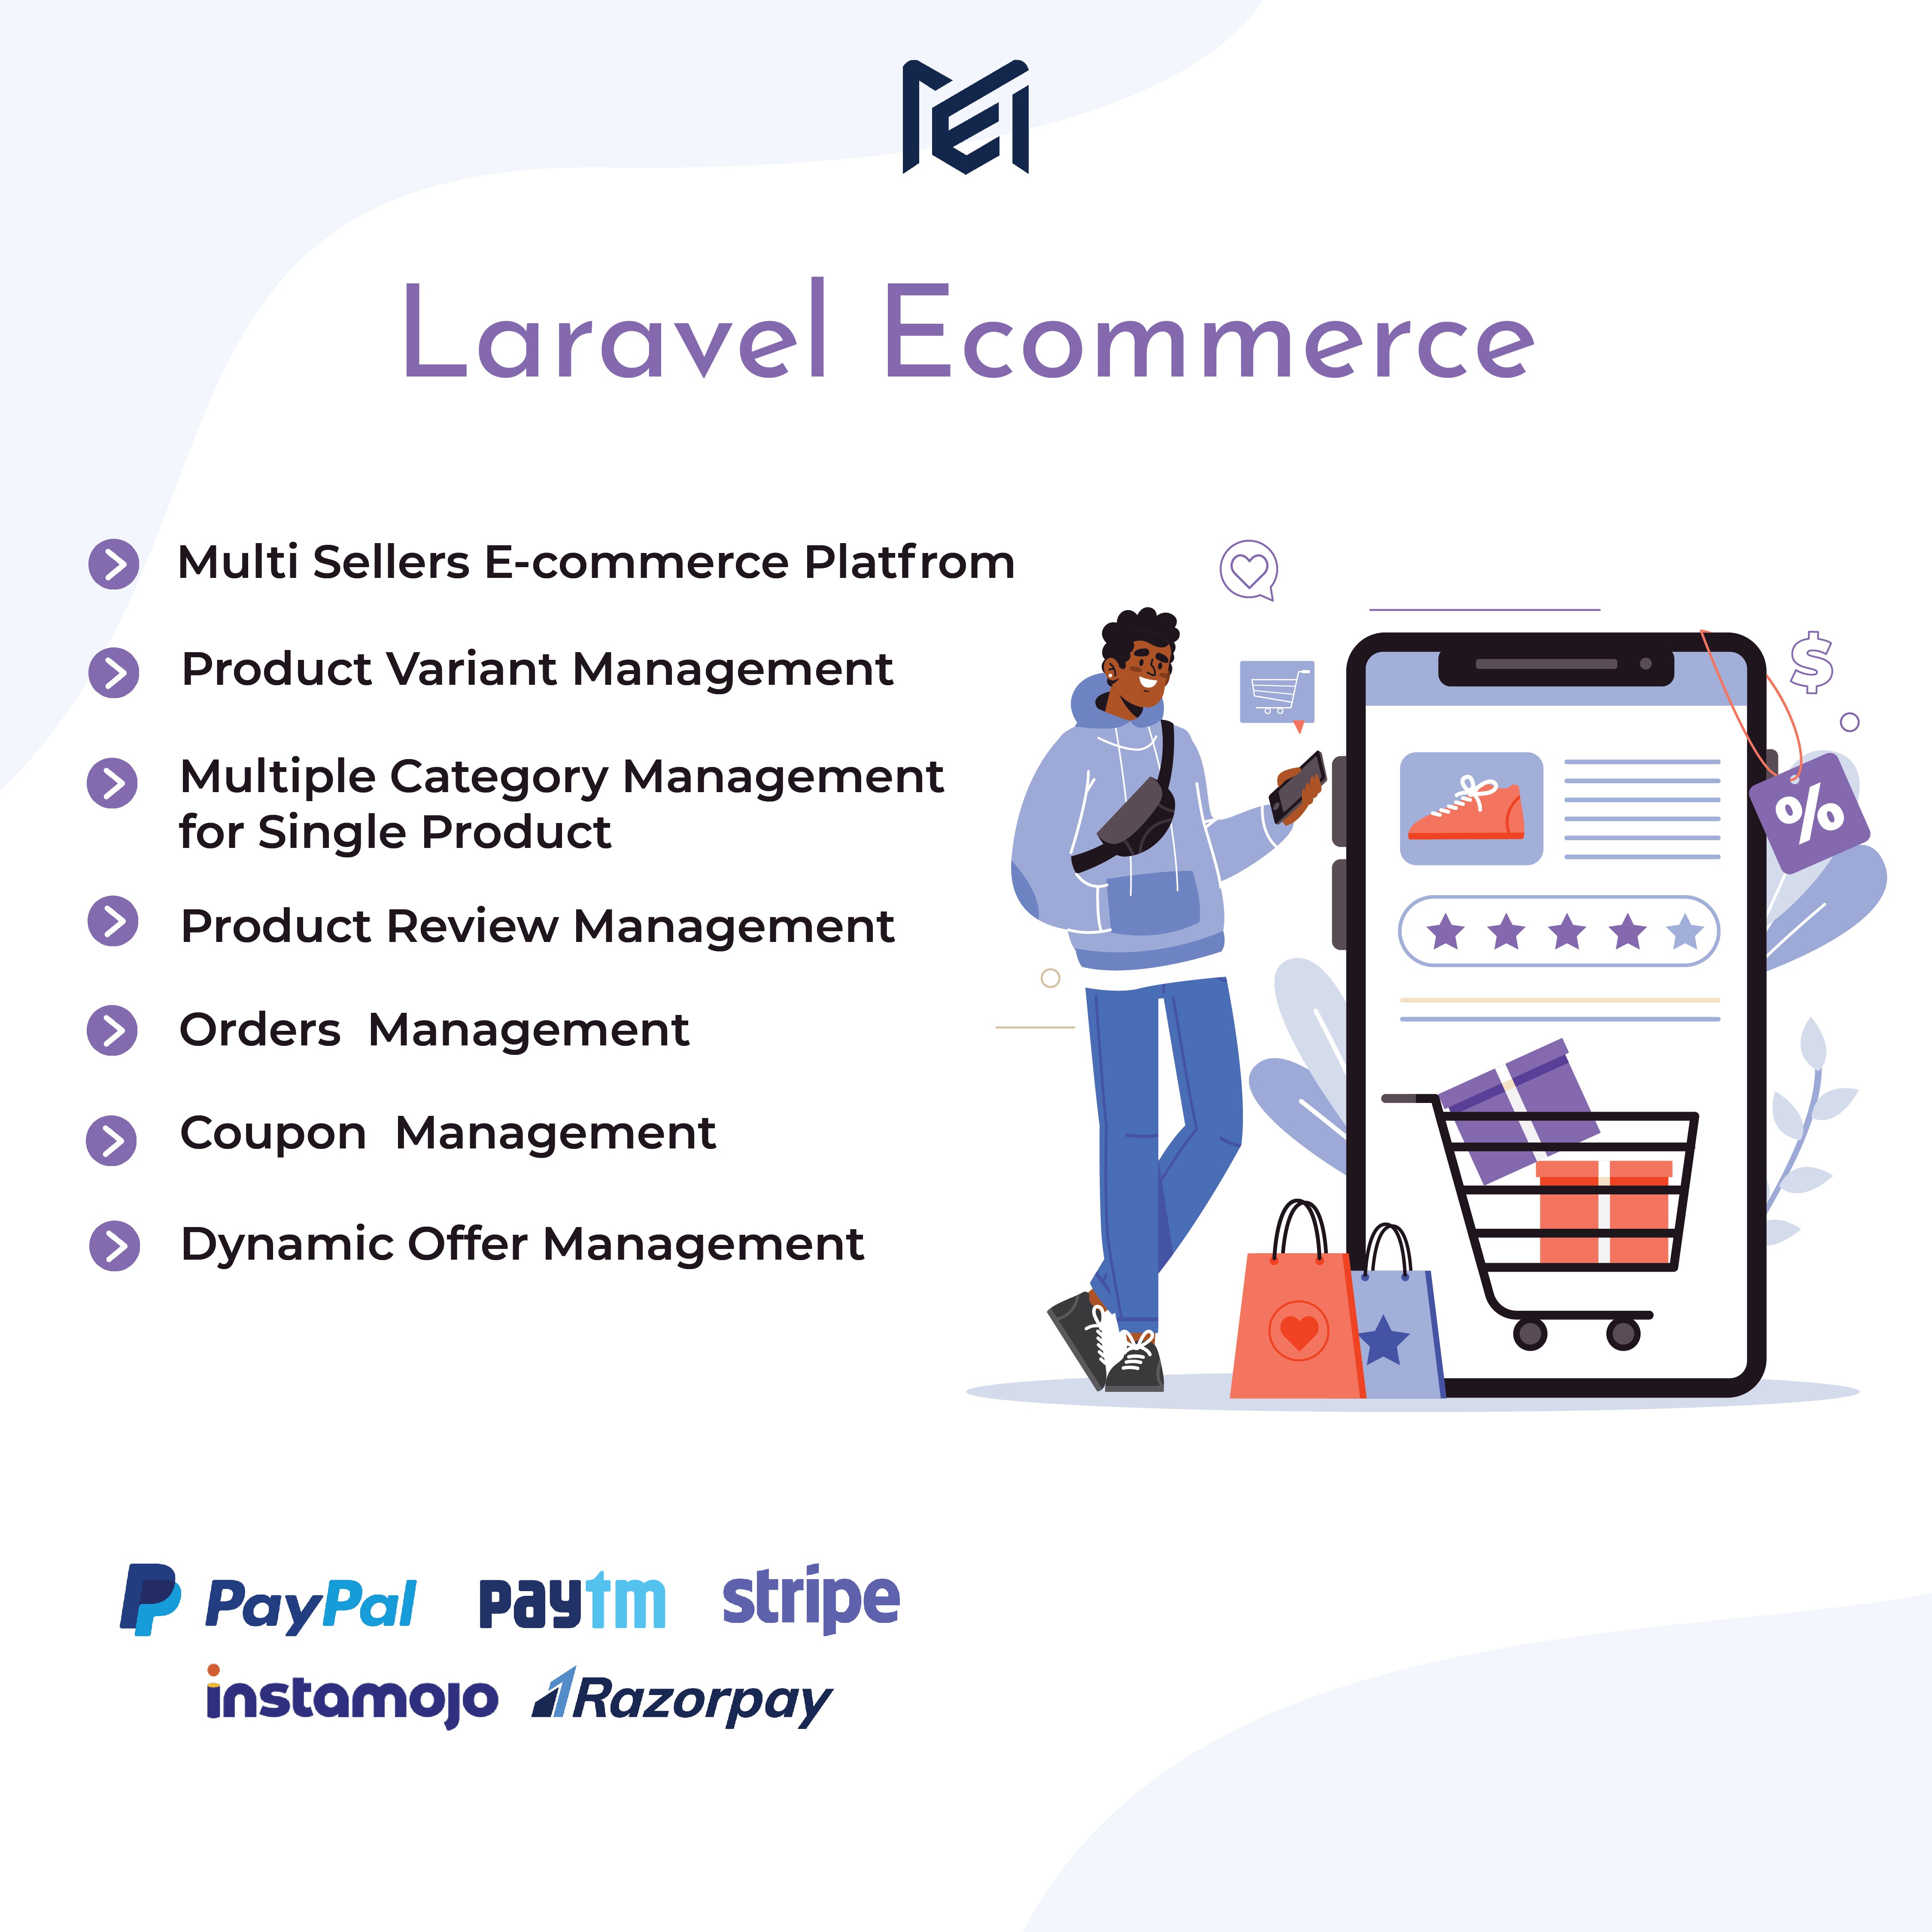 Laravel Ecommerce
Multi Sellers E-commerce Platfrom
Product Variant Management
Multiple Category Management
for Single Product
Product Review Management
Orders Management
Coupon Management
Dynamic Offer Management
$
%
PayPal paytm stripe
instamojo Razorpay